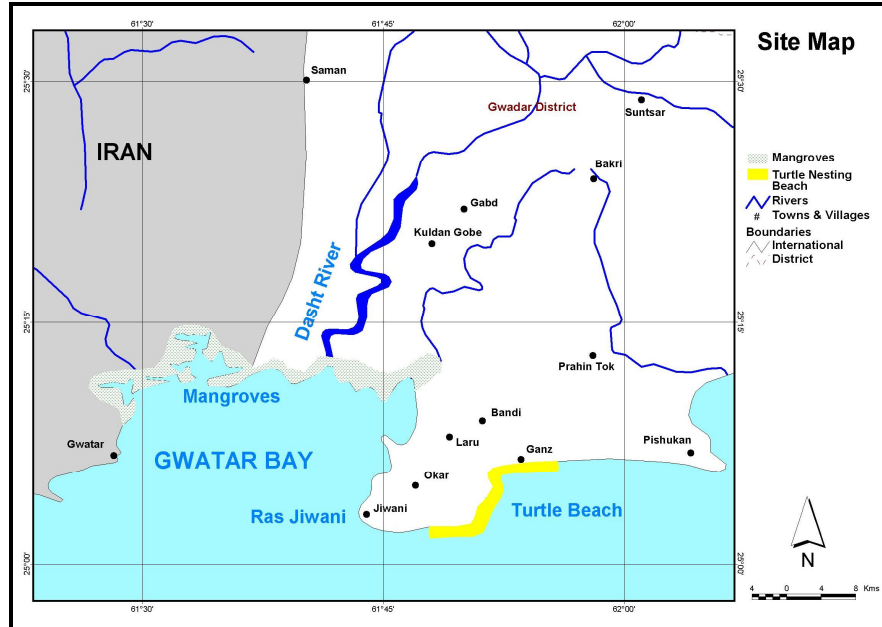 61°30'
61°45'
62°00'
Site Map
25°30'
25°30'
Saman
Gwadar District
Suntsar
IRAN
Bakri
Mangroves
Turtle Nesting
Beach
Rivers
# Towns & Villages
Boundaries
International
District
Gabd
Kuldan Gobe
Dasht River
25°15'
25°15'
Prahin Tok
Mangroves
Bandi
Gwatar
GWATAR BAY
Laru
Ganz
Pishukan
Okar
Ras Jiwani
Jiwani
Turtle Beach
N
25°00'
25°00'
4 0 4 8 Kms
61°30'
61°45'
62°00'